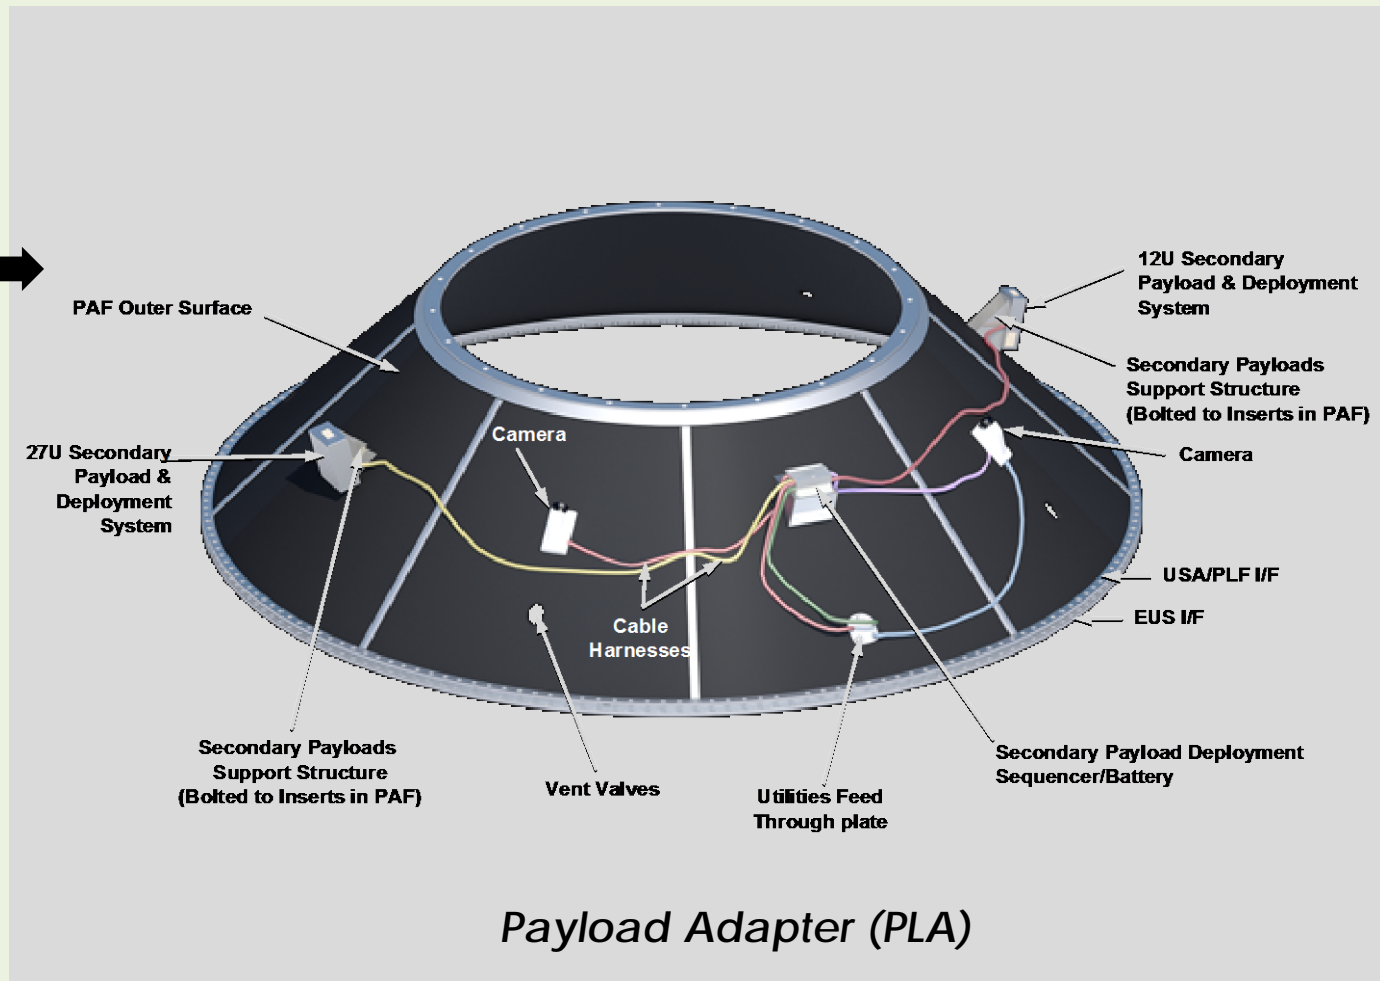 12U Secondary
Payload & Deployment
System
PAF Outer Surface
Secondary Payloads
Support Structure
(Bolted to Inserts in PAF)
Camera
Camera
27U Secondary
Payload &
Deployment
System
USA/PLF I/F
EUS I/F
Cable
Harnesses
Secondary Payloads
Support Structure
(Bolted to Inserts in PAF)
Vent Valves
Utilities Feed
Through plate
Secondary Payload Deployment
Sequencer/Battery
Payload Adapter (PLA)